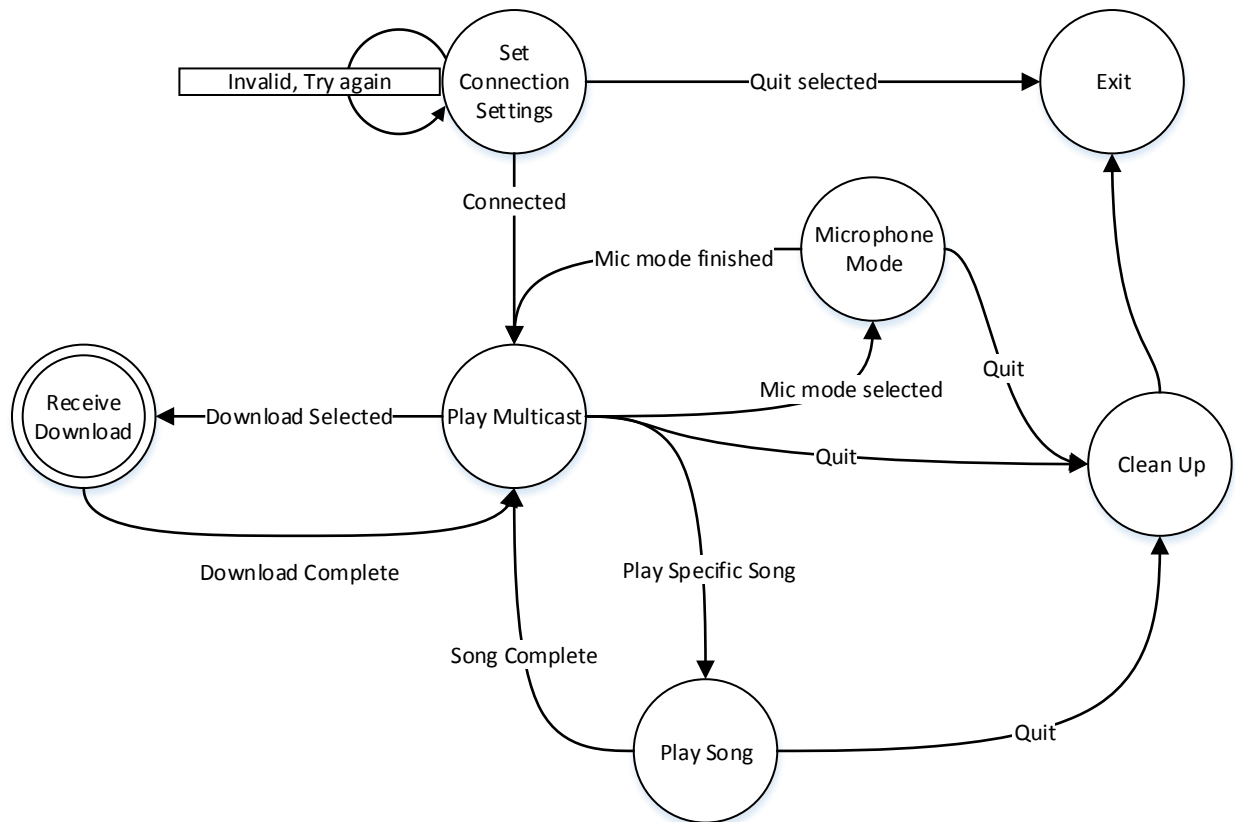 Set
Connection
Settings
Invalid, Try again
Quit selected
Exit
Connected
Microphone
Mode
Mic mode finished
Quit
Mic mode selected
Receive
Download
Download Selected
Play Multicast
Quit
Clean Up
Download Complete
Play Specific Song
Song Complete
Play Song
Quit